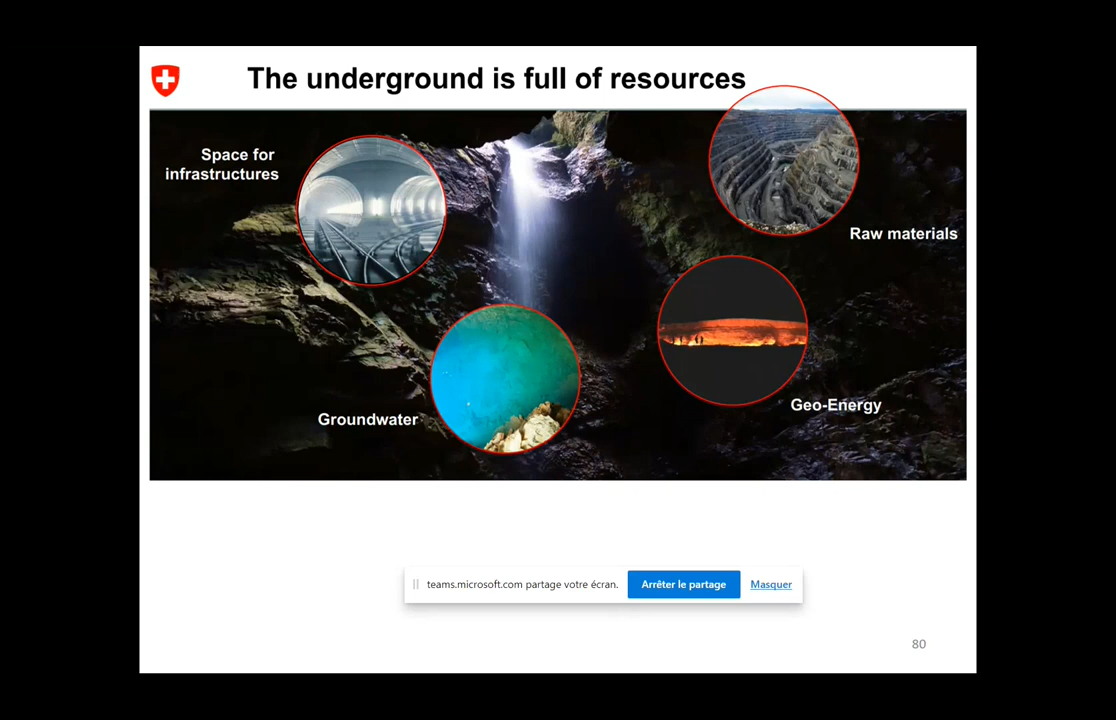 The underground is full of resources
Space for
infrastructures
Raw materials
Geo-Energy
Groundwater
teams.microsoft.com partage votre écran.
Arrêter le partage
Masquer
80